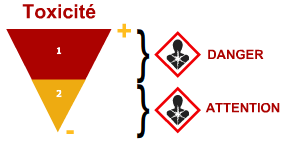 Toxicité
+
1
DANGER
2
ATTENTION
-